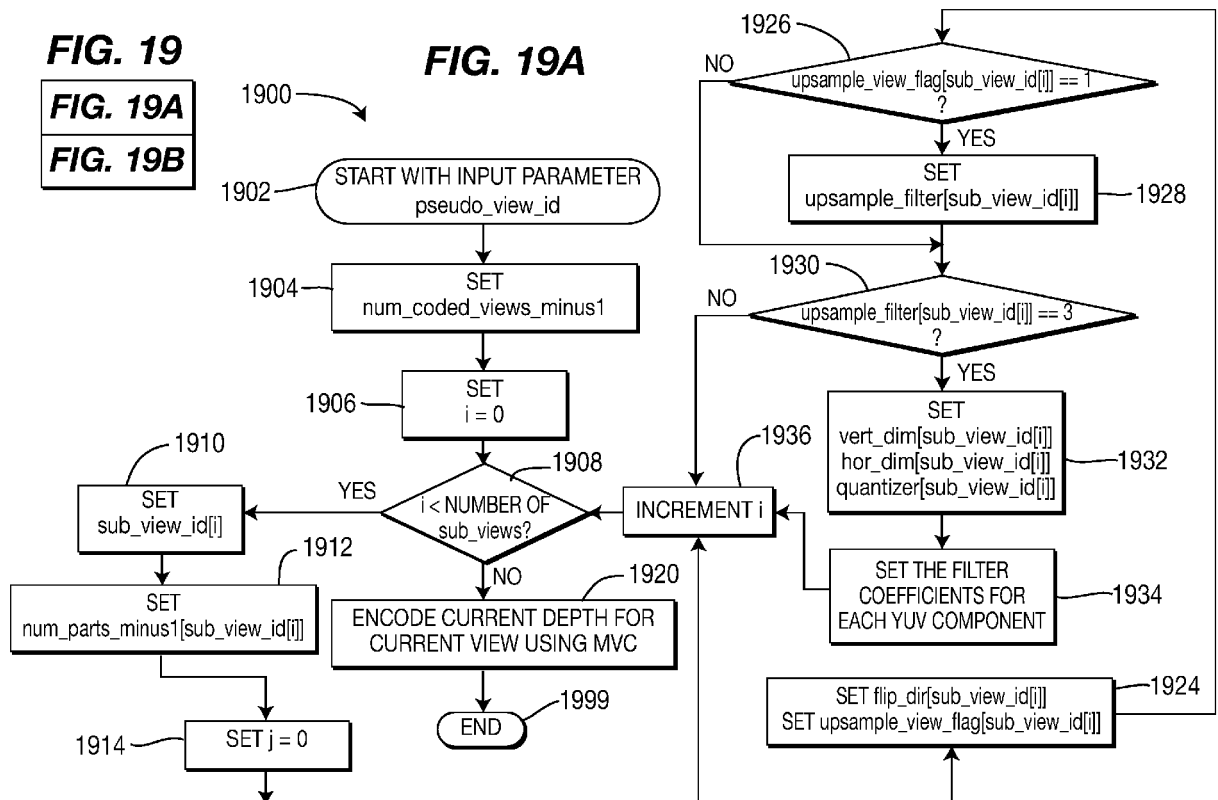 FIG. 19
FIG. 19A
FIG. 19B
FIG. 19A
1900
1902
START WITH INPUT PARAMETER
pseudo_view_id
1904
SET
num_coded_views_minus1
1906
SET
i = 0
1908
i < NUMBER OF
sub_views?
YES
NO
1910
SET
sub_view_id[i]
1912
SET
num_parts_minus1[sub_view_id[i]]
1914
SET j = 0
1920
ENCODE CURRENT DEPTH FOR
CURRENT VIEW USING MVC
1999
END
1926
NO
upsample_view_flag[sub_view_id[i]] == 1
?
YES
SET
upsample_filter[sub_view_id[i]]
1928
1930
NO
upsample_filter[sub_view_id[i]] == 3
?
YES
SET
vert_dim[sub_view_id[i]]
hor_dim[sub_view_id[i]]
quantizer[sub_view_id[i]]
1932
1936
INCREMENT i
SET THE FILTER
COEFFICIENTS FOR
EACH YUV COMPONENT
1934
SET flip_dir[sub_view_id[i]]
SET upsample_view_flag[sub_view_id[i]]
1924